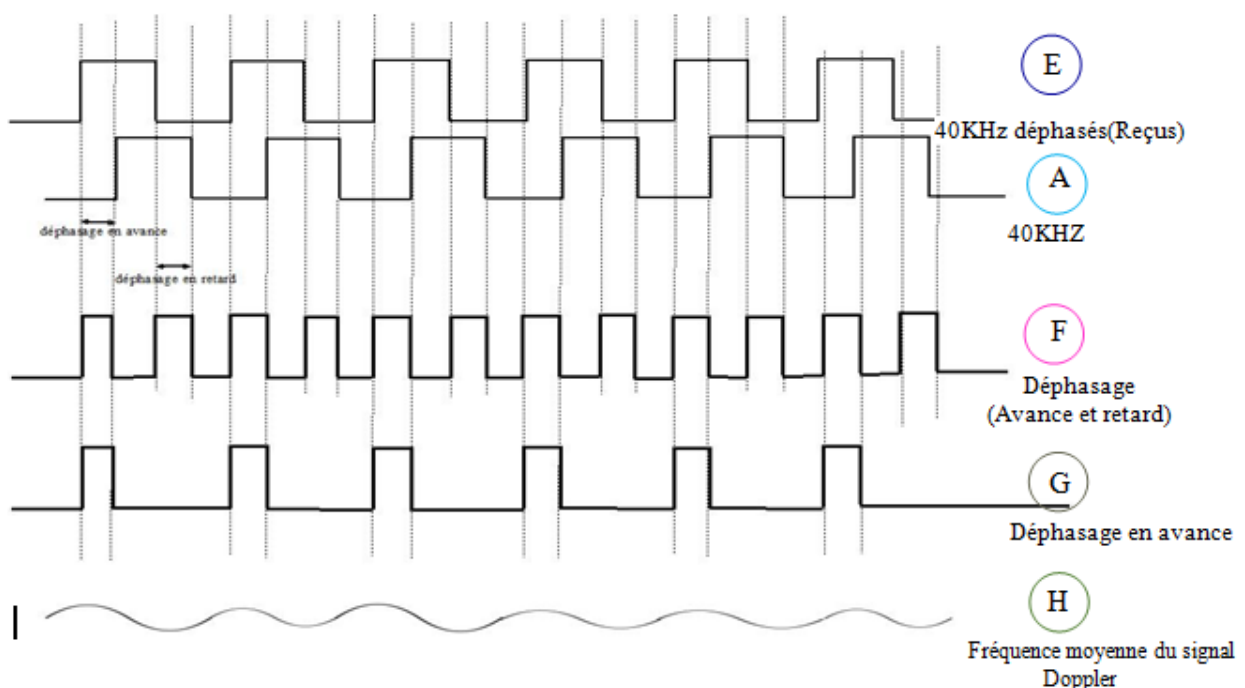 E
40KHz déphasés(Reçus)
A
40KHZ
déphasage en avance
déphasage en retard
F
Déphasage
(Avance et retard)
G
Déphasage en avance
H
Fréquence moyenne du signal
Doppler